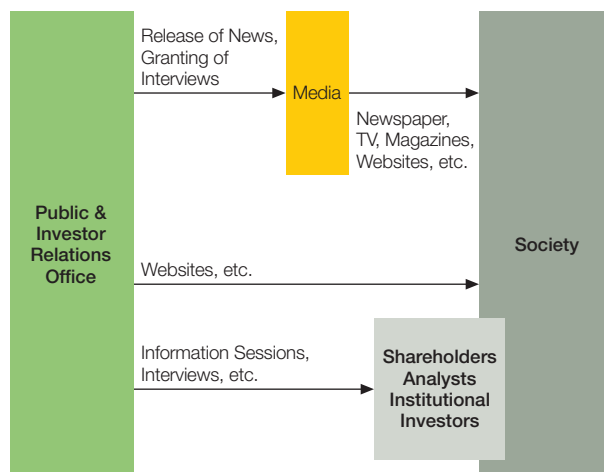 Release of News,
Granting of
Interviews
Media
Newspaper,
TV, Magazines,
Websites, etc.
Public &
Investor
Relations
Office
Society
Websites, etc.
Information Sessions,
Interviews, etc.
Shareholders
Analysts
Institutional
Investors